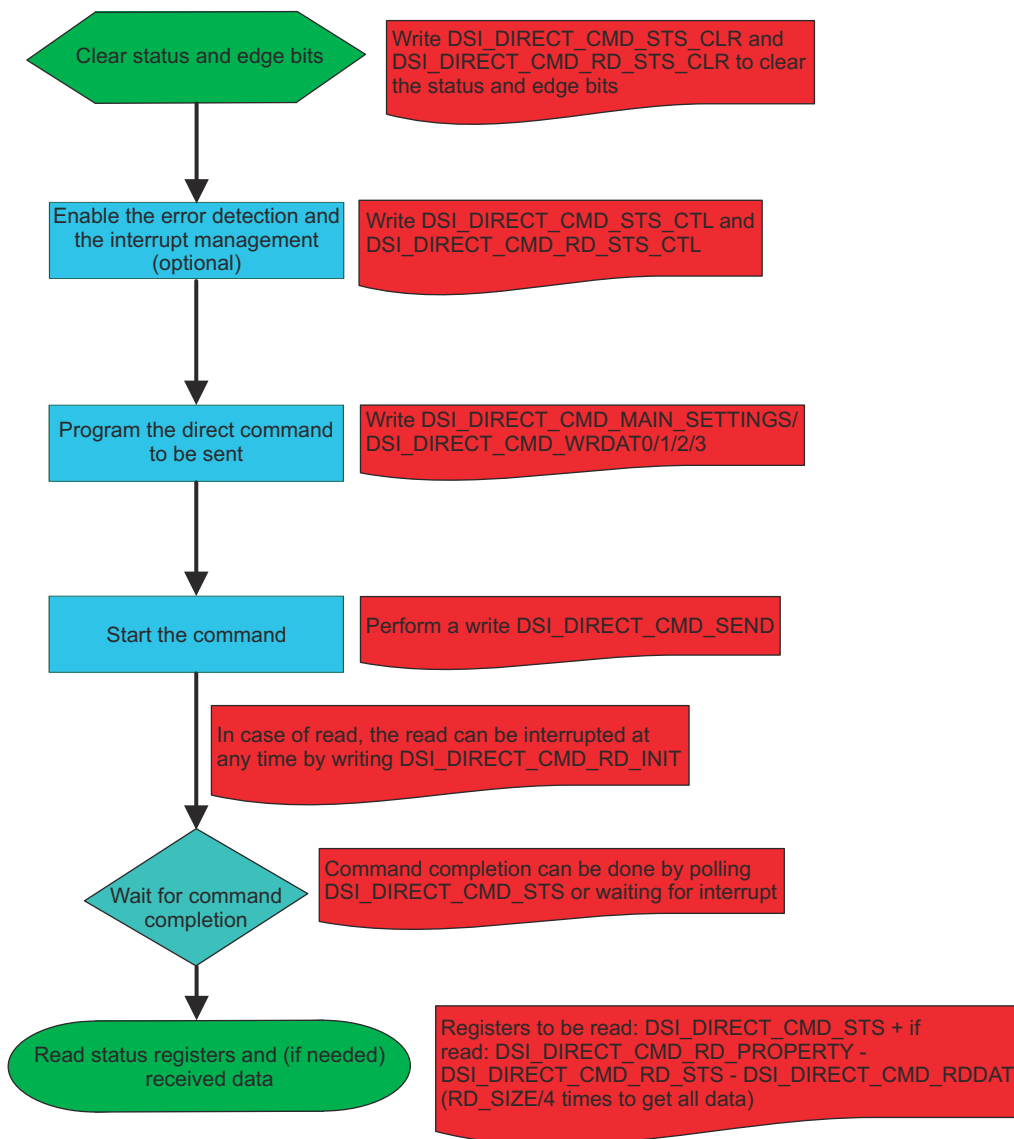 Clear status and edge bits
Write DSI_DIRECT_CMD_STS_CLR and
DSI_DIRECT_CMD_RD_STS_CLR to clear
the status and edge bits
Enable the error detection and
the interrupt management
(optional)
Write DSI_DIRECT_CMD_STS_CTL and
DSI_DIRECT_CMD_RD_STS_CTL
Program the direct command
to be sent
Write DSI_DIRECT_CMD_MAIN_SETTINGS/
DSI_DIRECT_CMD_WRDAT0/1/2/3
Start the command
Perform a write DSI_DIRECT_CMD_SEND
In case of read, the read can be interrupted at
any time by writing DSI_DIRECT_CMD_RD_INIT
Wait for command
completion
Command completion can be done by polling
DSI_DIRECT_CMD_STS or waiting for interrupt
Read status registers and (if needed)
received data
Registers to be read: DSI_DIRECT_CMD_STS + if
read: DSI_DIRECT_CMD_RD_PROPERTY -
DSI_DIRECT_CMD_RD_STS - DSI_DIRECT_CMD_RDDAT
(RD_SIZE/4 times to get all data)